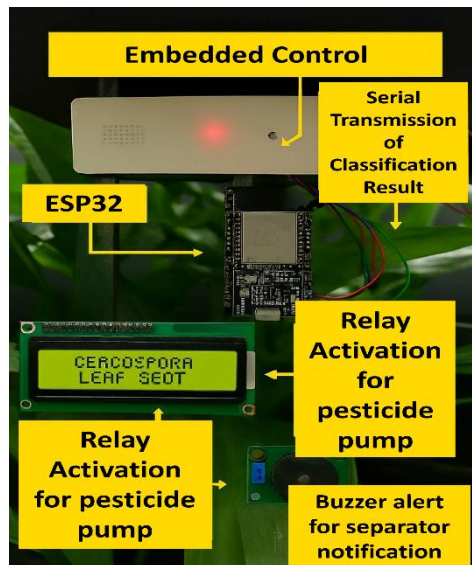 Embedded Control
Serial
Transmission
of
Classification
Result
ESP32
CERCOSPORA
LEAF SEOT
Relay
Activation
for
pesticide
pump
Relay
Activation
for pesticide
pump
Buzzer alert
for separator
notification